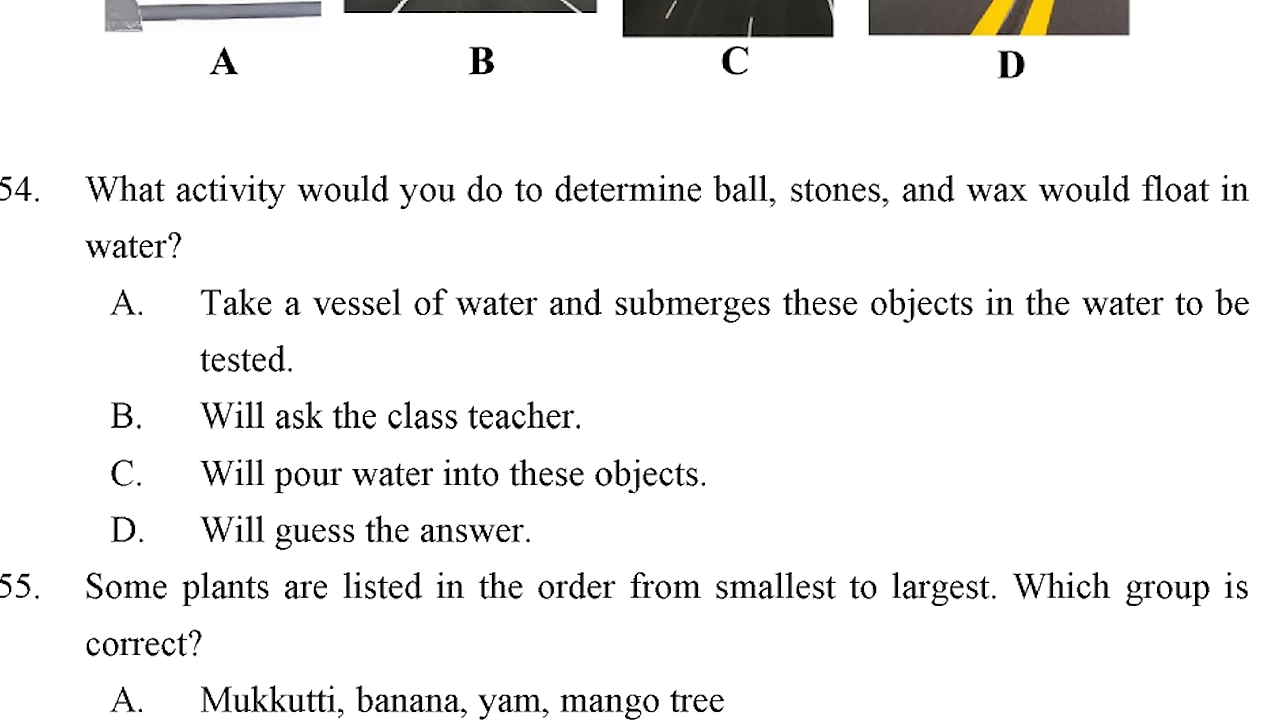 A B C D
54. What activity would you do to determine ball, stones, and wax would float in
water?
A. Take a vessel of water and submerges these objects in the water to be
tested.
B. Will ask the class teacher.
C. Will pour water into these objects.
D. Will guess the answer.
55. Some plants are listed in the order from smallest to largest. Which group is
correct?
A. Mukkutti, banana, yam, mango tree